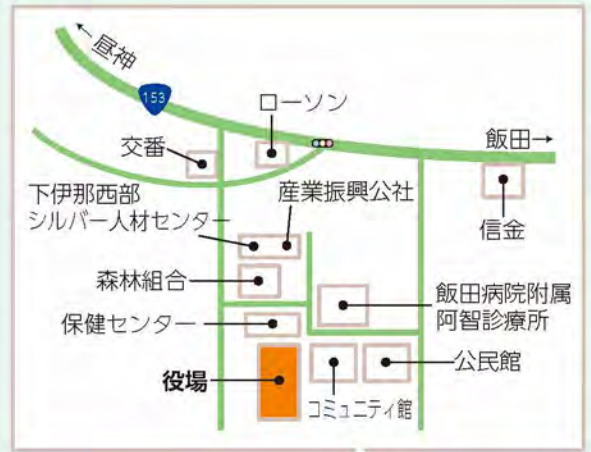 ←昼神
153
ローソン
交番
飯田→
下伊那西部
シルバー人材センター
産業振興公社
信金
森林組合
飯田病院附属
阿智診療所
保健センター
役場
コミュニティ館
公民館